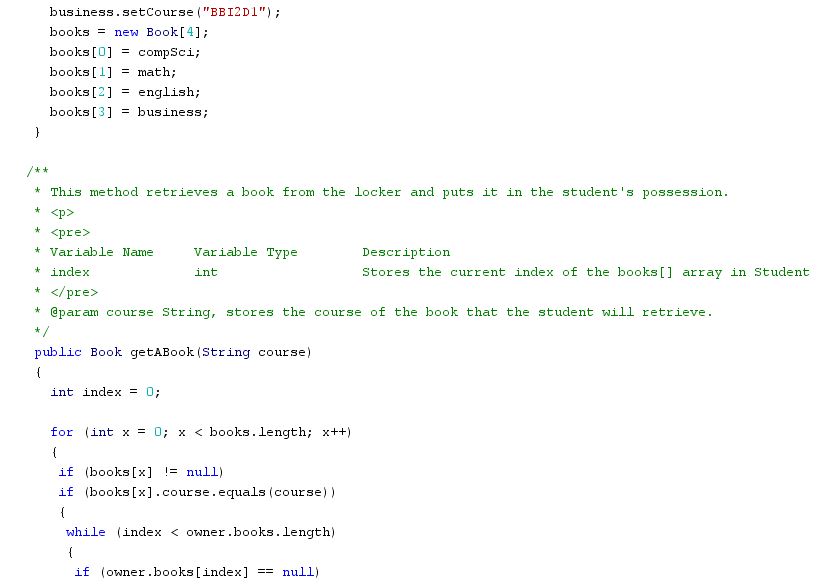 business.setCourse("BBI2D1");
books = new Book[4];
books[0] = compSci;
books[1] = math;
books[2] = english;
books[3] = business;
}
/**
* This method retrieves a book from the locker and puts it in the student's possession.
* <p>
* <pre>
* Variable Name     Variable Type        Description
* index             int                  Stores the current index of the books[] array in Student
* </pre>
* @param course String, stores the course of the book that the student will retrieve.
*/
public Book getABook(String course)
{
int index = 0;
for (int x = 0; x < books.length; x++)
{
if (books[x] != null)
if (books[x].course.equals(course))
{
while (index < owner.books.length)
{
if (owner.books[index] == null)